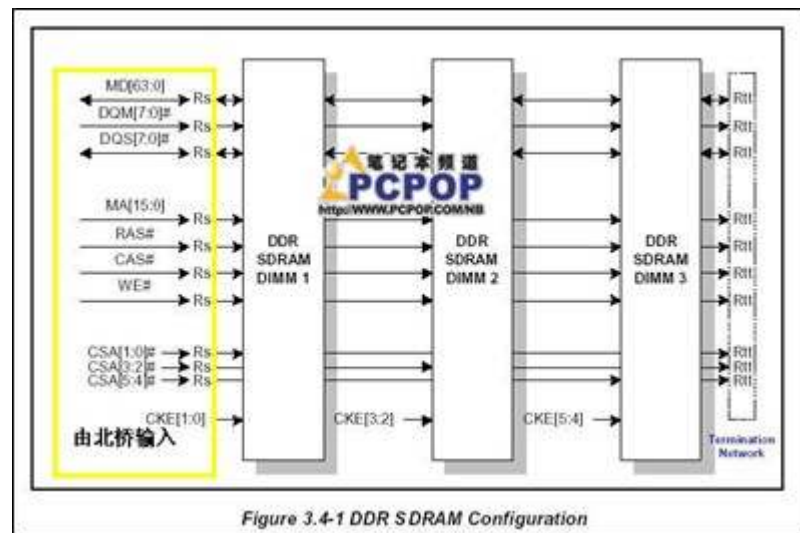 MD[63:0]
Rs
Rtt
DQM[7:0]#
Rs
Rtt
DQS[7:0]#
Rs
Rtt
笔记本频道
PCPOP
http://WWW.PCPOP.COM/NB
MA[15:0]
Rs
Rtt
RAS#
Rs
Rtt
CAS#
Rs
Rtt
WE#
Rs
Rtt
DDR
SDRAM
DIMM 1
DDR
SDRAM
DIMM 2
DDR
SDRAM
DIMM 3
CSA[1:0]#
Rs
Rtt
CSA[3:2]#
Rs
Rtt
CSA[5:4]#
Rs
Rtt
CKE[1:0]
CKE[3:2]
CKE[5:4]
由北桥输入
Termination
Network
Figure 3.4-1 DDR SDRAM Configuration